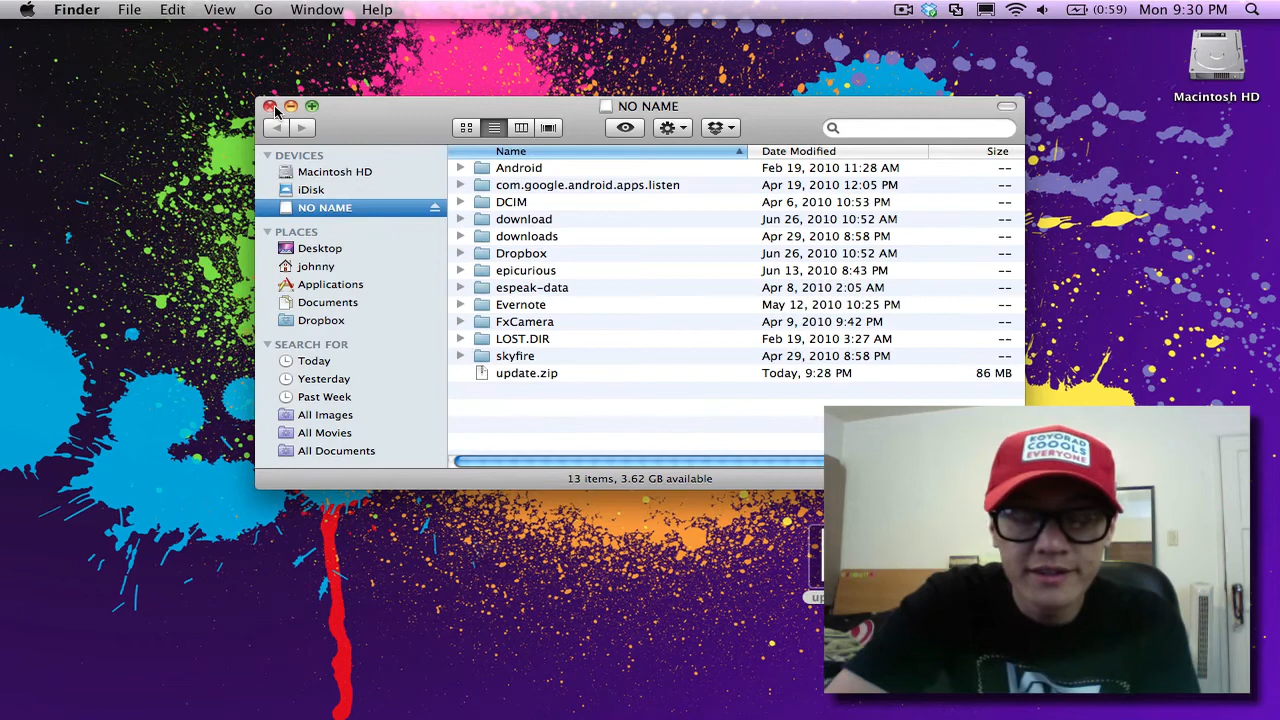 Finder File Edit View Go Window Help (0:59) Mon 9:30 PM
Macintosh HD
NO NAME
DEVICES
Macintosh HD
iDisk
NO NAME
PLACES
Desktop
johnny
Applications
Documents
Dropbox
SEARCH FOR
Today
Yesterday
Past Week
All Images
All Movies
All Documents
Name Date Modified Size
Android Feb 19, 2010 11:28 AM --
com.google.android.apps.listen Apr 19, 2010 12:05 PM --
DCIM Apr 6, 2010 10:53 PM --
download Jun 26, 2010 10:52 AM --
downloads Apr 29, 2010 8:58 PM --
Dropbox Jun 26, 2010 10:52 AM --
epicurious Jun 13, 2010 8:43 PM --
espeak-data Apr 8, 2010 2:05 AM --
Evernote May 12, 2010 10:25 PM --
FxCamera Apr 9, 2010 9:42 PM --
LOST.DIR Feb 19, 2010 3:27 AM --
skyfire Apr 29, 2010 8:58 PM --
update.zip Today, 9:28 PM 86 MB
13 items, 3.62 GB available
up
COOOLS
EVERYONE